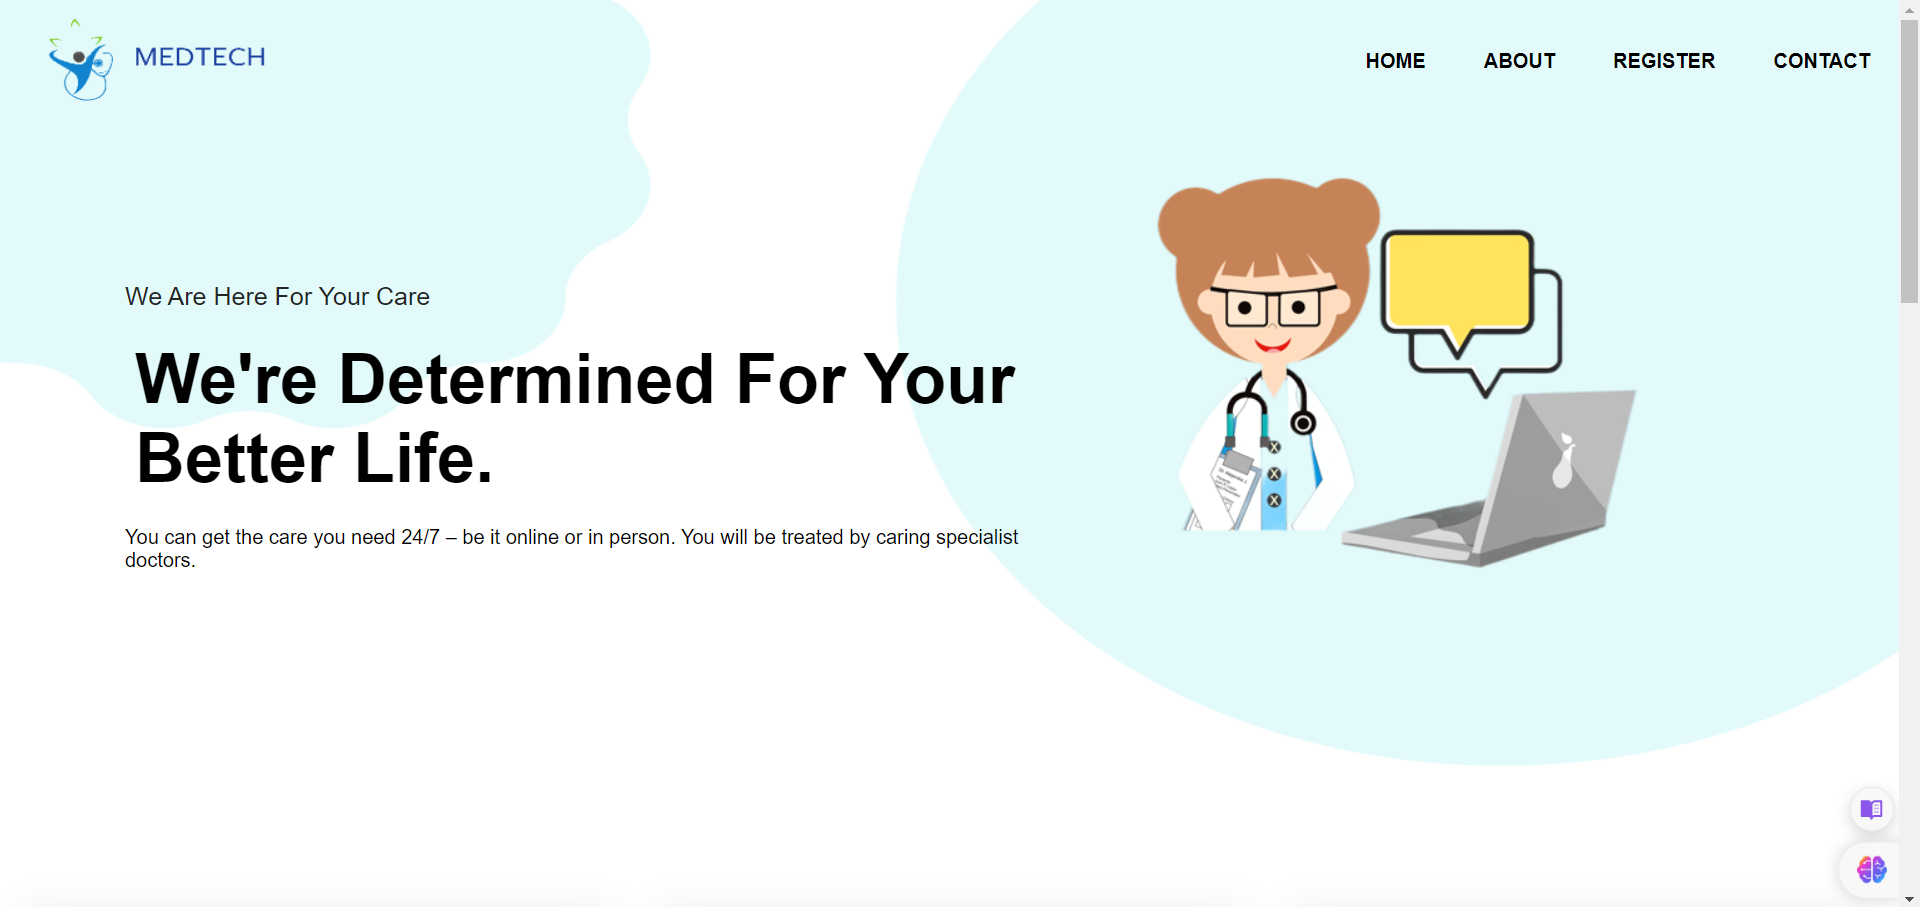 MEDTECH
HOME ABOUT REGISTER CONTACT
We Are Here For Your Care
We're Determined For Your
Better Life.
You can get the care you need 24/7 – be it online or in person. You will be treated by caring specialist
doctors.